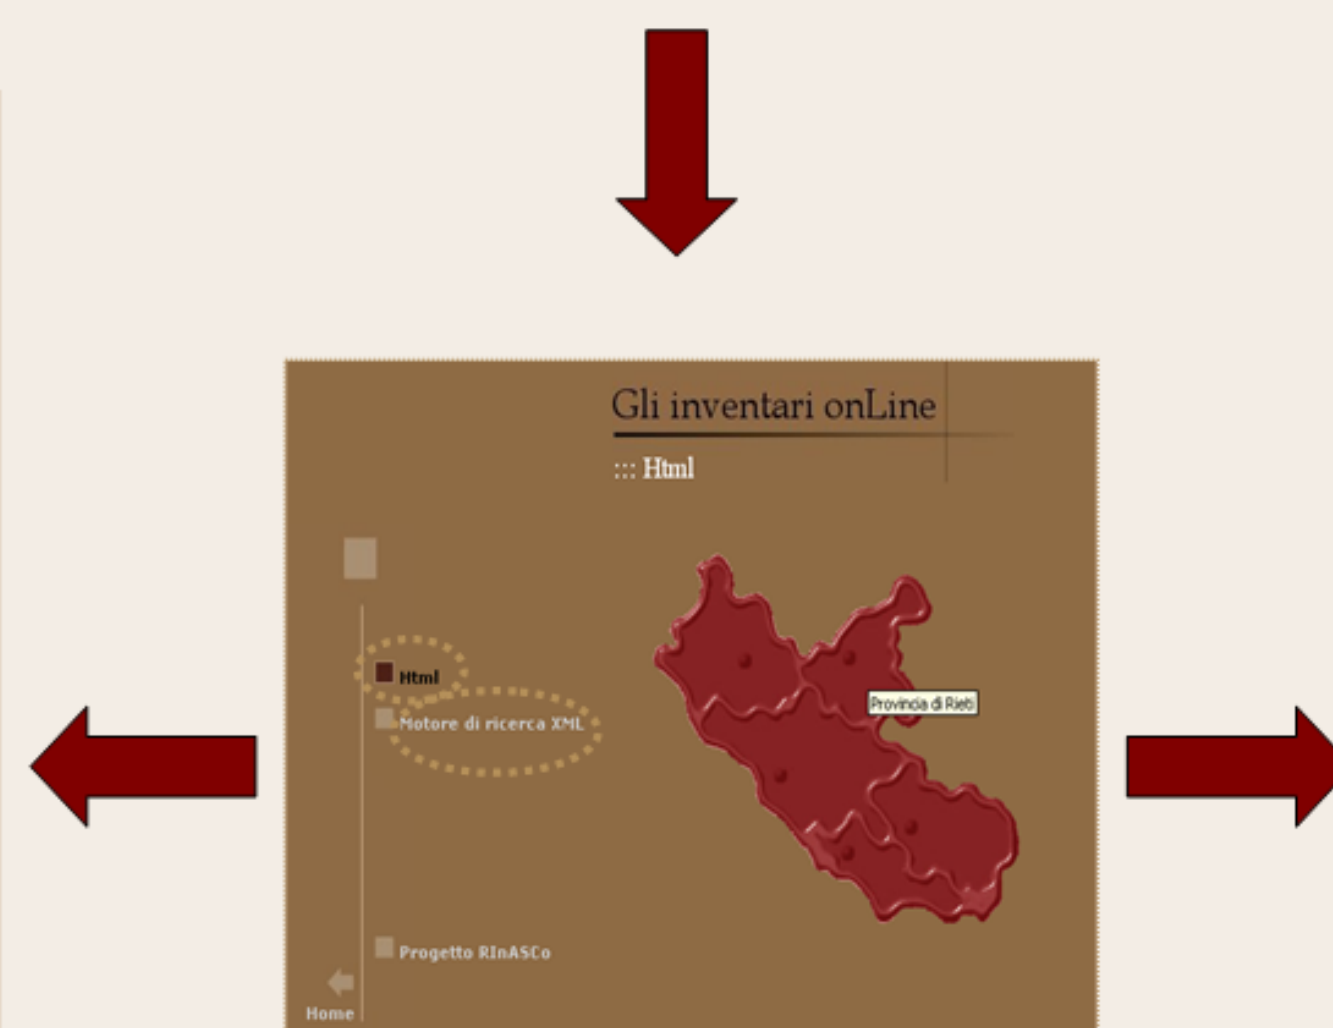 Gli inventari onLine
::: Html
Html
Provincia di Rieti
Motore di ricerca XML
Progetto RInASCo
Home